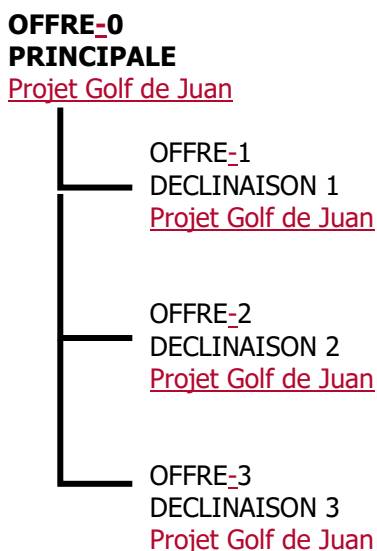 OFFRE-0
PRINCIPALE
Projet Golf de Juan
OFFRE-1
DECLINAISON 1
Projet Golf de Juan
OFFRE-2
DECLINAISON 2
Projet Golf de Juan
OFFRE-3
DECLINAISON 3
Projet Golf de Juan